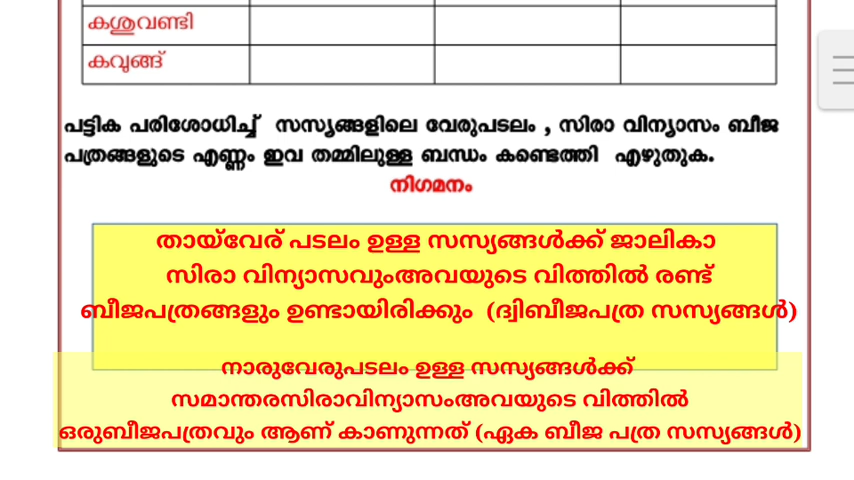 കശുവണ്ടി
കവുങ്ങ്
പട്ടിക പരിശോധിച്ച് സസ്യങ്ങളിലെ വേരുപടലം , സിരാ വിന്യാസം ബീജ
പത്രങ്ങളുടെ എണ്ണം ഇവ തമ്മിലുള്ള ബന്ധം കണ്ടെത്തി എഴുതുക.
നിഗമനം
തായ്‌വേര് പടലം ഉള്ള സസ്യങ്ങൾക്ക് ജാലികാ
സിരാ വിന്യാസവുംഅവയുടെ വിത്തിൽ രണ്ട്
ബീജപത്രങ്ങളും ഉണ്ടായിരിക്കും (ദ്വിബീജപത്ര സസ്യങ്ങൾ)
നാരുവേരുപടലം ഉള്ള സസ്യങ്ങൾക്ക്
സമാന്തരസിരാവിന്യാസംഅവയുടെ വിത്തിൽ
ഒരുബീജപത്രവും ആണ് കാണുന്നത് (ഏക ബീജ പത്ര സസ്യങ്ങൾ)